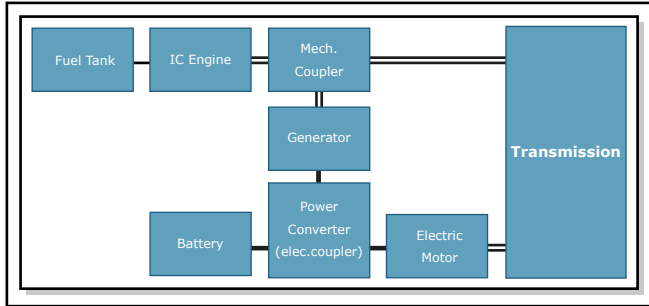 Fuel Tank
IC Engine
Mech.
Coupler
Generator
Transmission
Power
Converter
(elec.coupler)
Battery
Electric
Motor